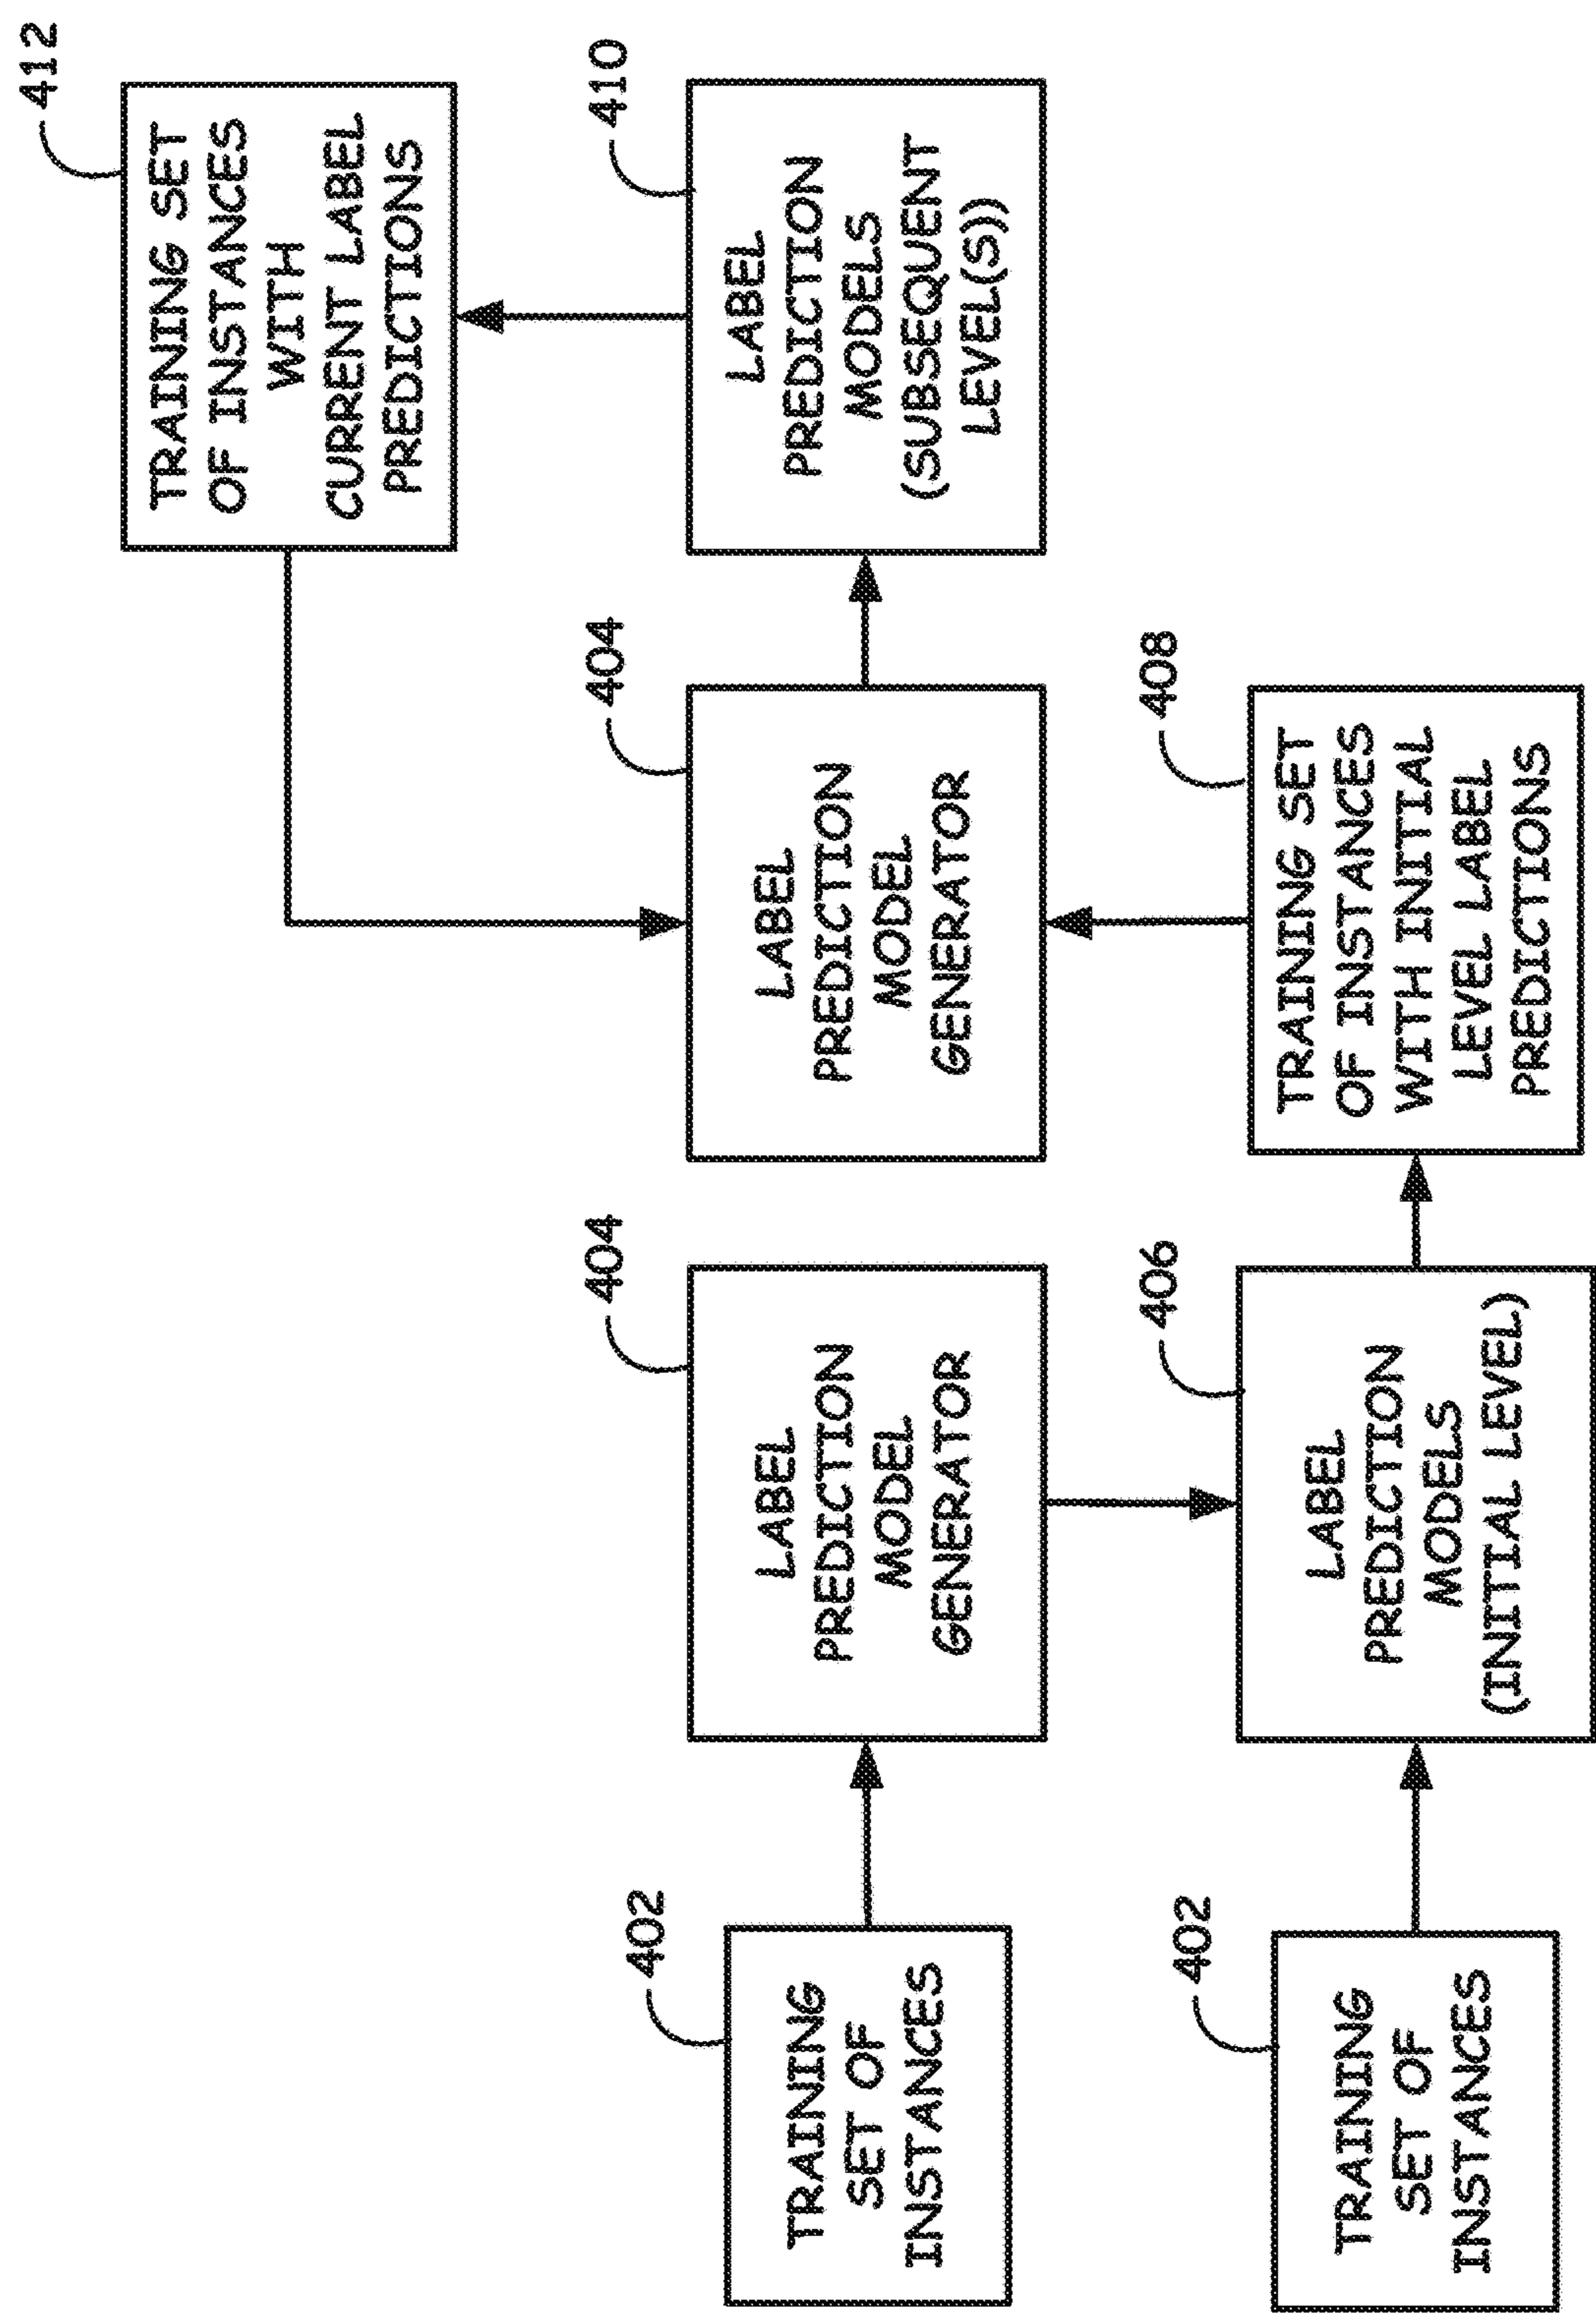 412
TRAINING SET
OF INSTANCES
WITH
CURRENT LABEL
PREDICTIONS
402
TRAINING
SET OF
INSTANCES
404
LABEL
PREDICTION
MODEL
GENERATOR
404
LABEL
PREDICTION
MODEL
GENERATOR
410
LABEL
PREDICTION
MODELS
(SUBSEQUENT
LEVEL(S))
402
TRAINING
SET OF
INSTANCES
406
LABEL
PREDICTION
MODELS
(INITIAL LEVEL)
408
TRAINING SET
OF INSTANCES
WITH INITIAL
LEVEL LABEL
PREDICTIONS